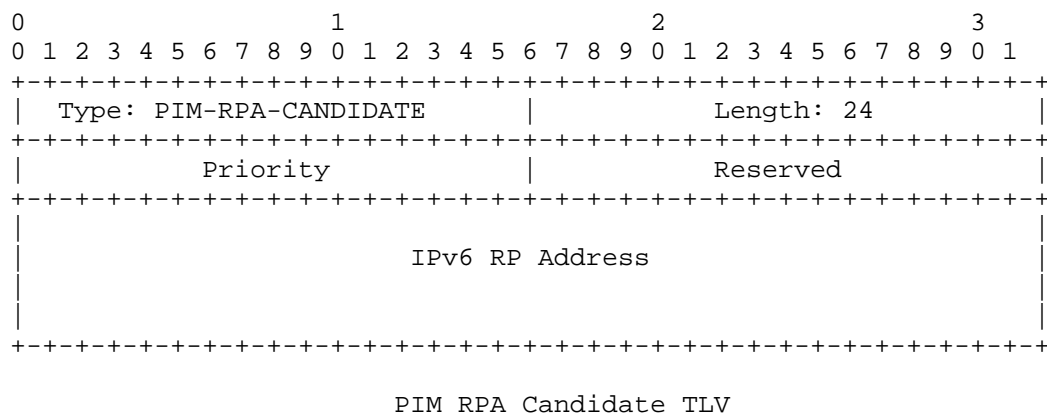 0                   1                   2                   3
0 1 2 3 4 5 6 7 8 9 0 1 2 3 4 5 6 7 8 9 0 1 2 3 4 5 6 7 8 9 0 1
+-+-+-+-+-+-+-+-+-+-+-+-+-+-+-+-+-+-+-+-+-+-+-+-+-+-+-+-+-+-+-+-+
|  Type: PIM-RPA-CANDIDATE      |           Length: 24          |
+-+-+-+-+-+-+-+-+-+-+-+-+-+-+-+-+-+-+-+-+-+-+-+-+-+-+-+-+-+-+-+-+
|           Priority            |           Reserved            |
+-+-+-+-+-+-+-+-+-+-+-+-+-+-+-+-+-+-+-+-+-+-+-+-+-+-+-+-+-+-+-+-+
|                                                               |
|                        IPv6 RP Address                        |
|                                                               |
|                                                               |
+-+-+-+-+-+-+-+-+-+-+-+-+-+-+-+-+-+-+-+-+-+-+-+-+-+-+-+-+-+-+-+-+
PIM RPA Candidate TLV